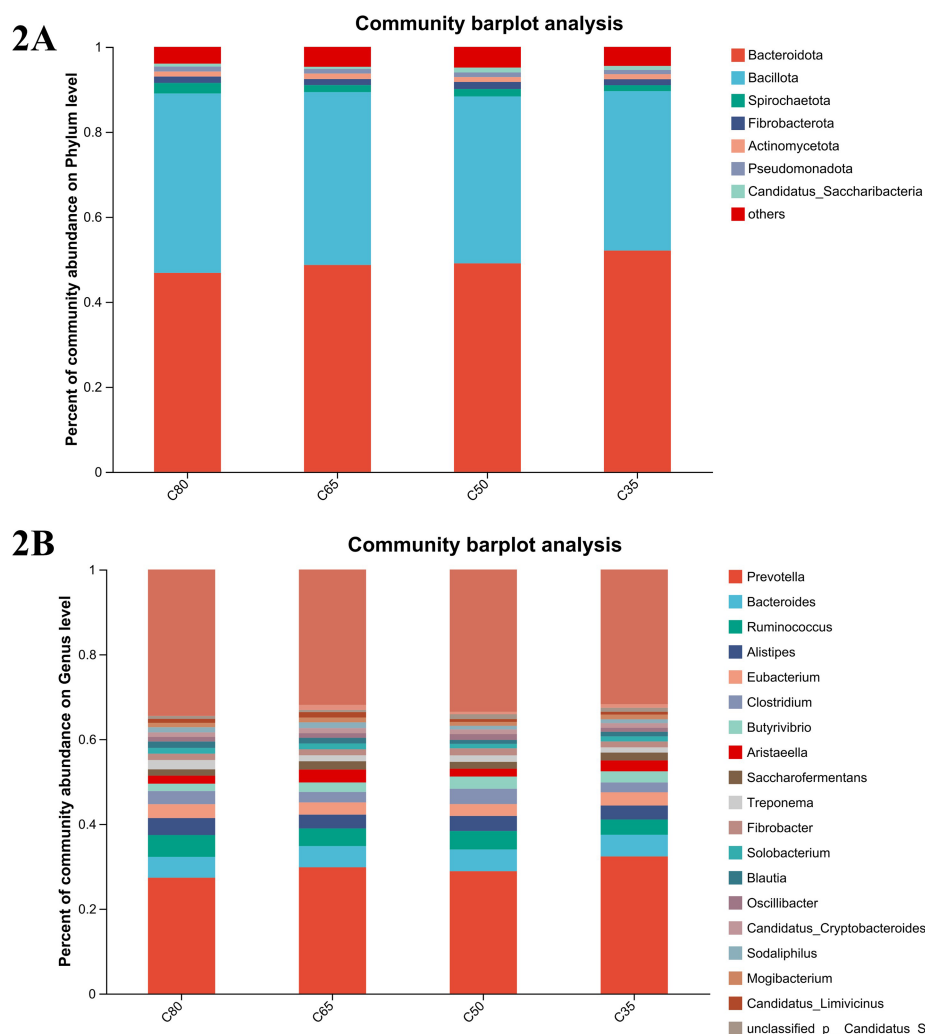 2A
Community barplot analysis
Percent of community abundance on Phylum level
1
0.8
0.6
0.4
0.2
0
C80
C65
C50
C35
Bacteroidota
Bacillota
Spirochaetota
Fibrobacterota
Actinomycetota
Pseudomonadota
Candidatus_Saccharibacteria
others
2B
Community barplot analysis
Percent of community abundance on Genus level
1
0.8
0.6
0.4
0.2
0
C80
C65
C50
C35
Prevotella
Bacteroides
Ruminococcus
Alistipes
Eubacterium
Clostridium
Butyrivibrio
Aristaeella
Saccharofermentans
Treponema
Fibrobacter
Solobacterium
Blautia
Oscillibacter
Candidatus_Cryptobacteroides
Sodaliphilus
Mogibacterium
Candidatus_Limivicinus
unclassified_p__Candidatus_S